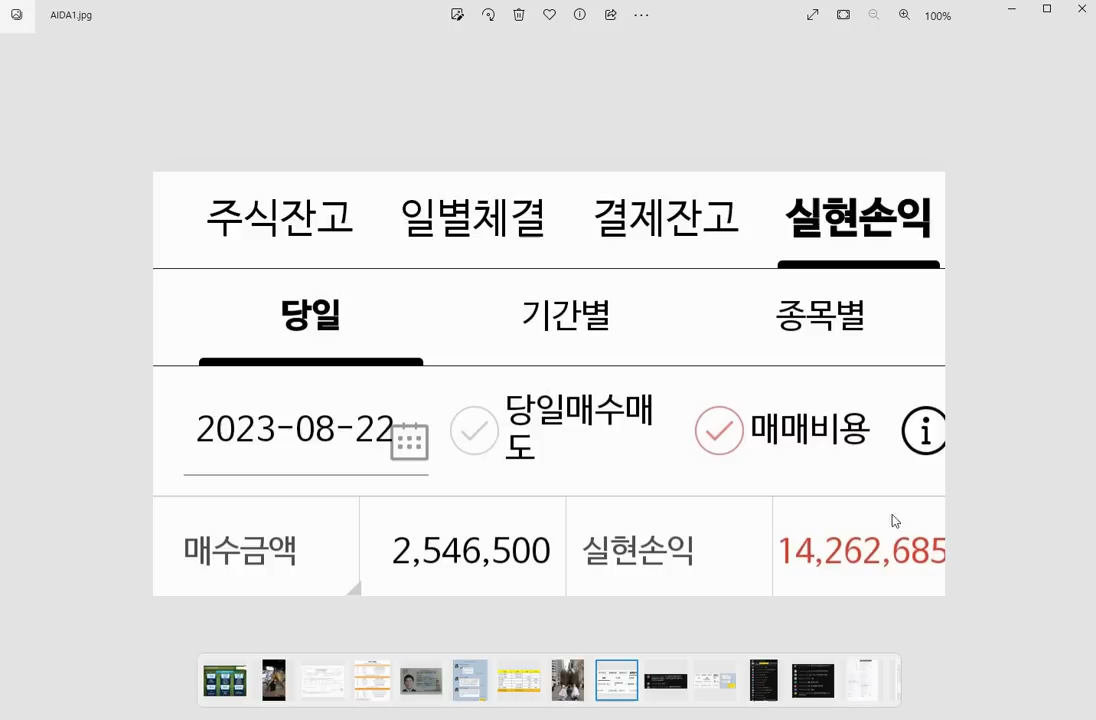 AIDA1.jpg
100%
주식잔고 일별체결 결제잔고 실현손익
당일 기간별 종목별
2023-08-22 당일매수매
도 매매비용
매수금액 2,546,500 실현손익 14,262,685